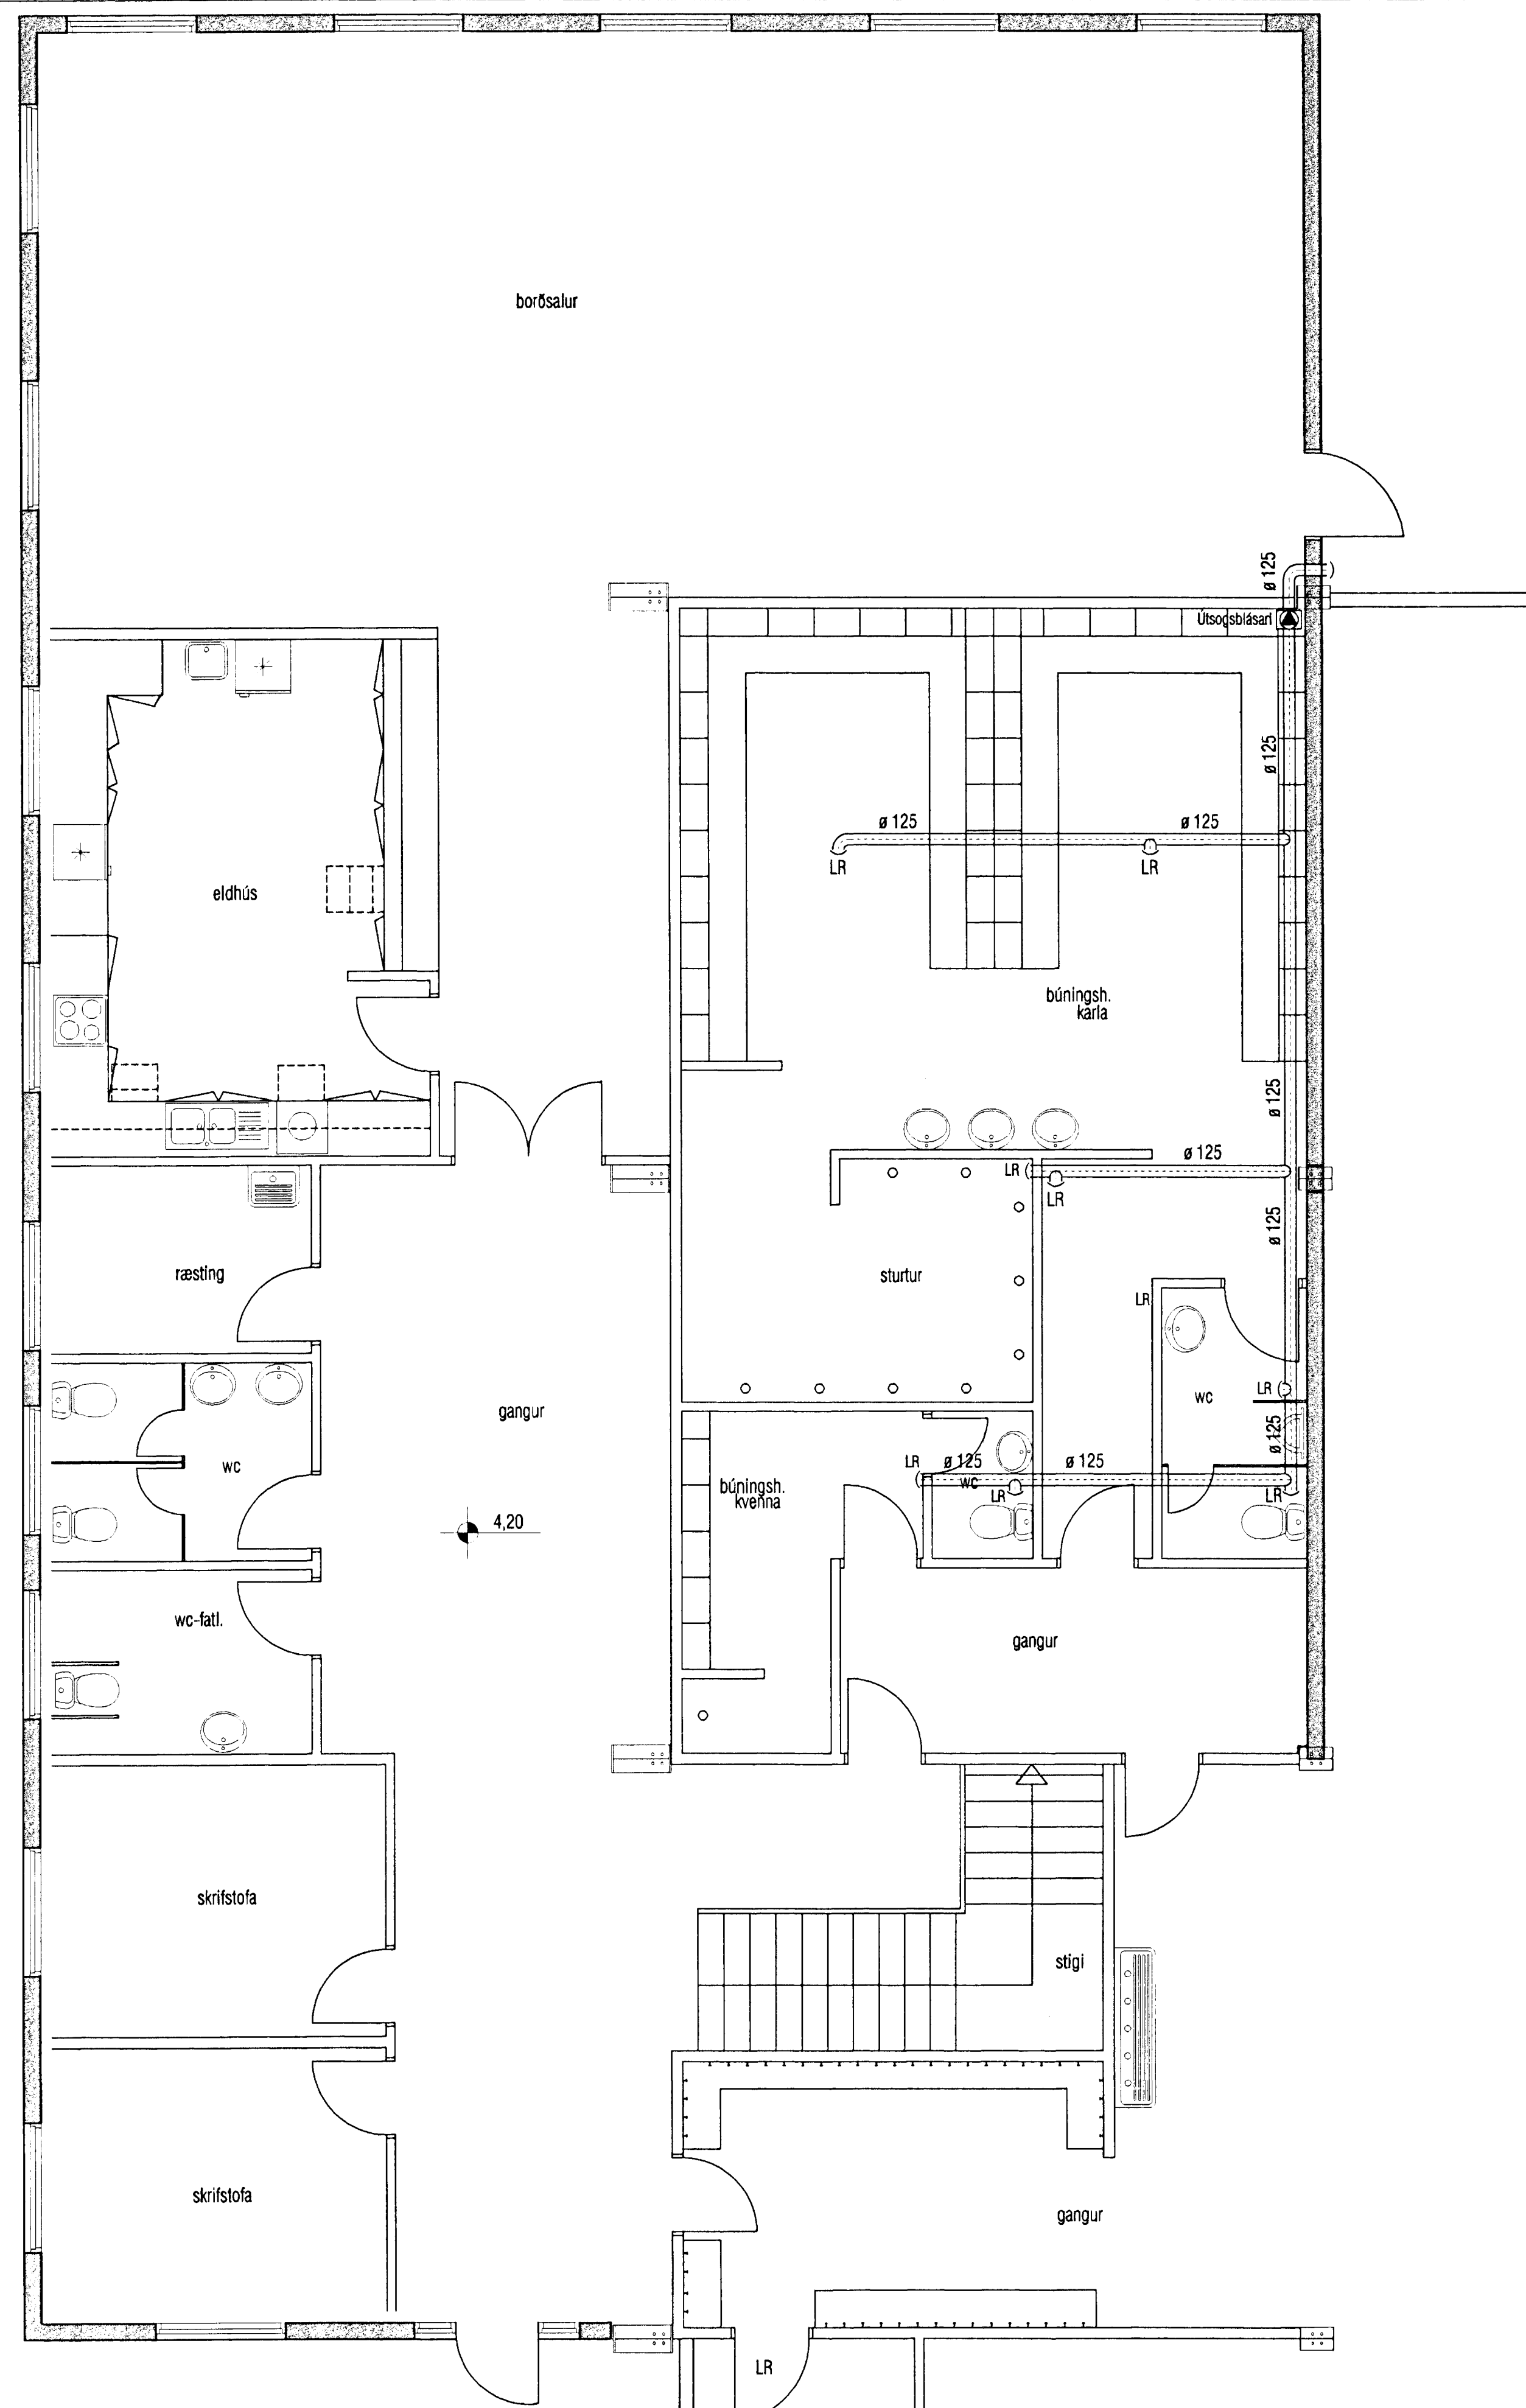 borðsalur
ø 125
Útsogsblásari
ø 125
ø 125
ø 125
LR
LR
eldhús
búningsh.
karla
ø 125
ø 125
LR
LR
ø 125
ræsting
sturtur
LR
wc
LR
gangur
ø 125
wc
LR
ø 125
ø 125
wc
LR
LR
búningsh.
kvenna
4,20
wc-fatl.
gangur
skrifstofa
stigi
skrifstofa
gangur
LR